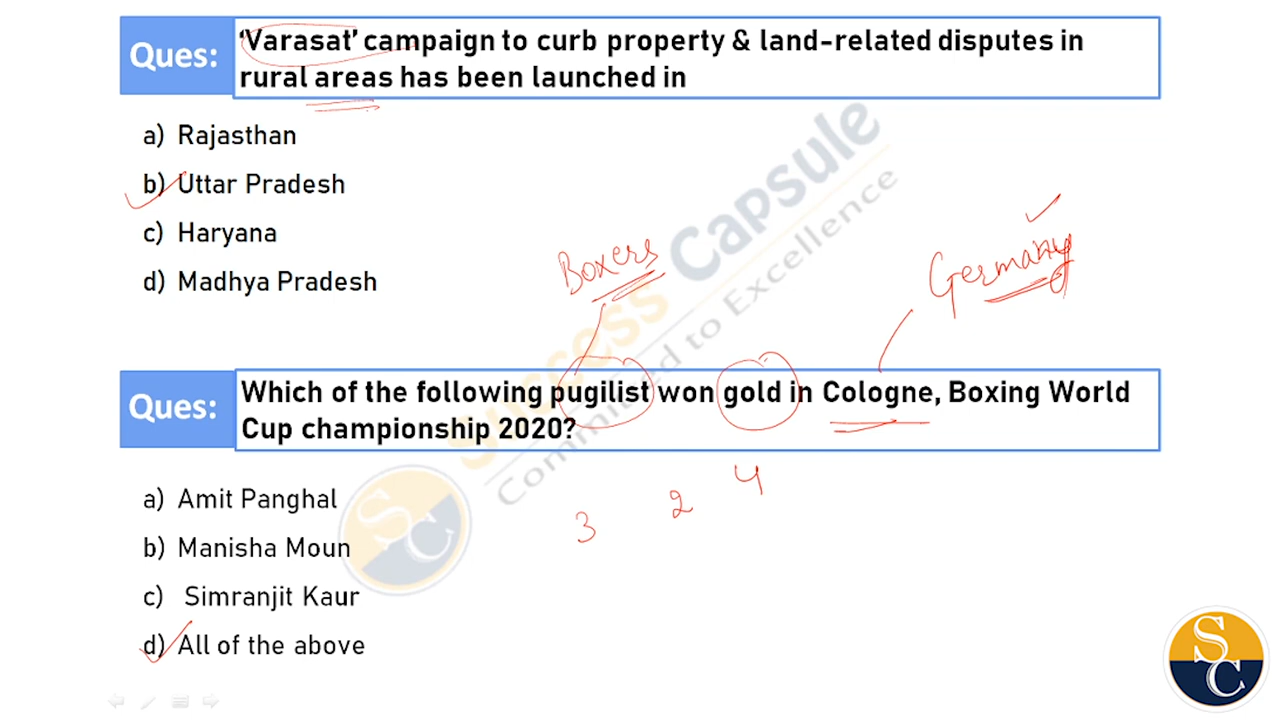 Ques:
'Varasat' campaign to curb property & land-related disputes in
rural areas has been launched in
a) Rajasthan
b) Uttar Pradesh
c) Haryana
d) Madhya Pradesh
Boxers
Germany
Ques:
Which of the following pugilist won gold in Cologne, Boxing World
Cup championship 2020?
3 2 4
a) Amit Panghal
b) Manisha Moun
c) Simranjit Kaur
d) All of the above
Success Capsule
Committed to Excellence
SC
SC